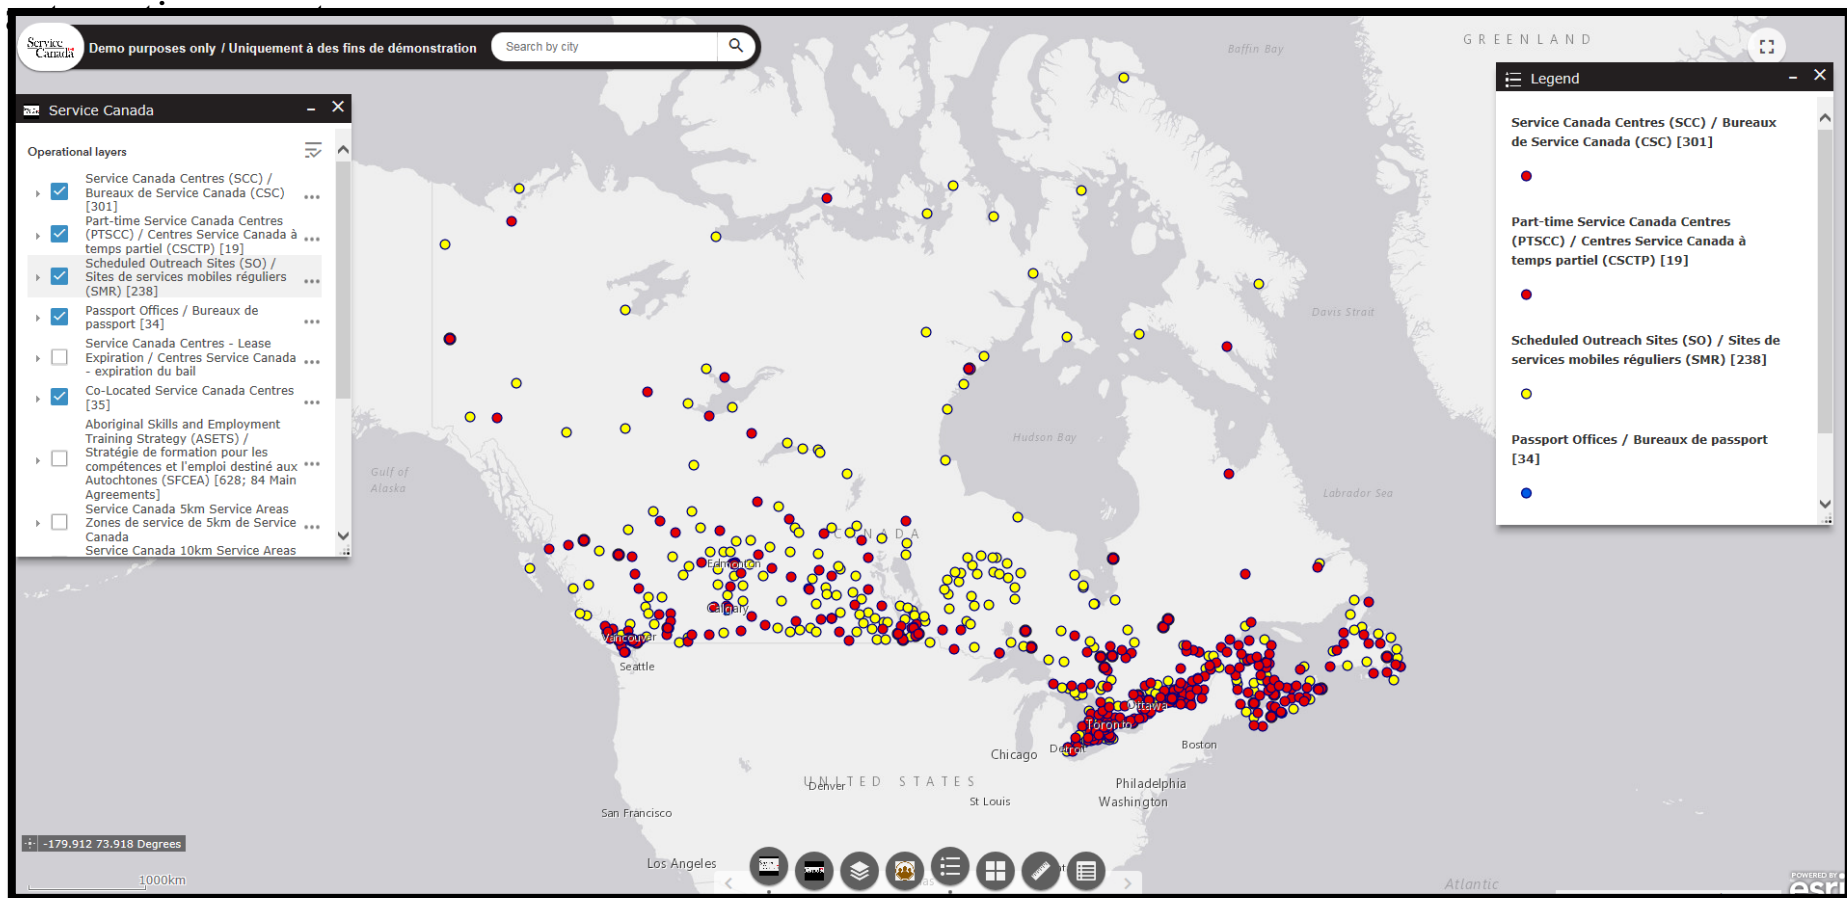 Service
Canada
Demo purposes only / Uniquement à des fins de démonstration
Search by city
Service Canada
Operational layers
Service Canada Centres (SCC) /
Bureaux de Service Canada (CSC)
[301]
Part-time Service Canada Centres
(PTSCC) / Centres Service Canada à
temps partiel (CSCTP) [19]
Scheduled Outreach Sites (SO) /
Sites de services mobiles réguliers
(SMR) [238]
Passport Offices / Bureaux de
passport [34]
Service Canada Centres - Lease
Expiration / Centres Service Canada
- expiration du bail
Co-Located Service Canada Centres
[35]
Aboriginal Skills and Employment
Training Strategy (ASETS) /
Stratégie de formation pour les
compétences et l'emploi destiné aux
Autochtones (SFCEA) [628; 84 Main
Agreements]
Service Canada 5km Service Areas
Zones de service de 5km de Service
Canada
Service Canada 10km Service Areas
Legend
Service Canada Centres (SCC) / Bureaux
de Service Canada (CSC) [301]
Part-time Service Canada Centres
(PTSCC) / Centres Service Canada à
temps partiel (CSCTP) [19]
Scheduled Outreach Sites (SO) / Sites de
services mobiles réguliers (SMR) [238]
Passport Offices / Bureaux de passport
[34]
GREENLAND
Baffin Bay
Davis Strait
Hudson Bay
Labrador Sea
Gulf of
Alaska
CANADA
Edmonton
Calgary
Vancouver
Seattle
Ottawa
Toronto
Boston
Chicago
Detroit
UNITED STATES
Denver
Philadelphia
St Louis
Washington
San Francisco
Los Angeles
Atlantic
-179.912 73.918 Degrees
1000km
POWERED BY
esri